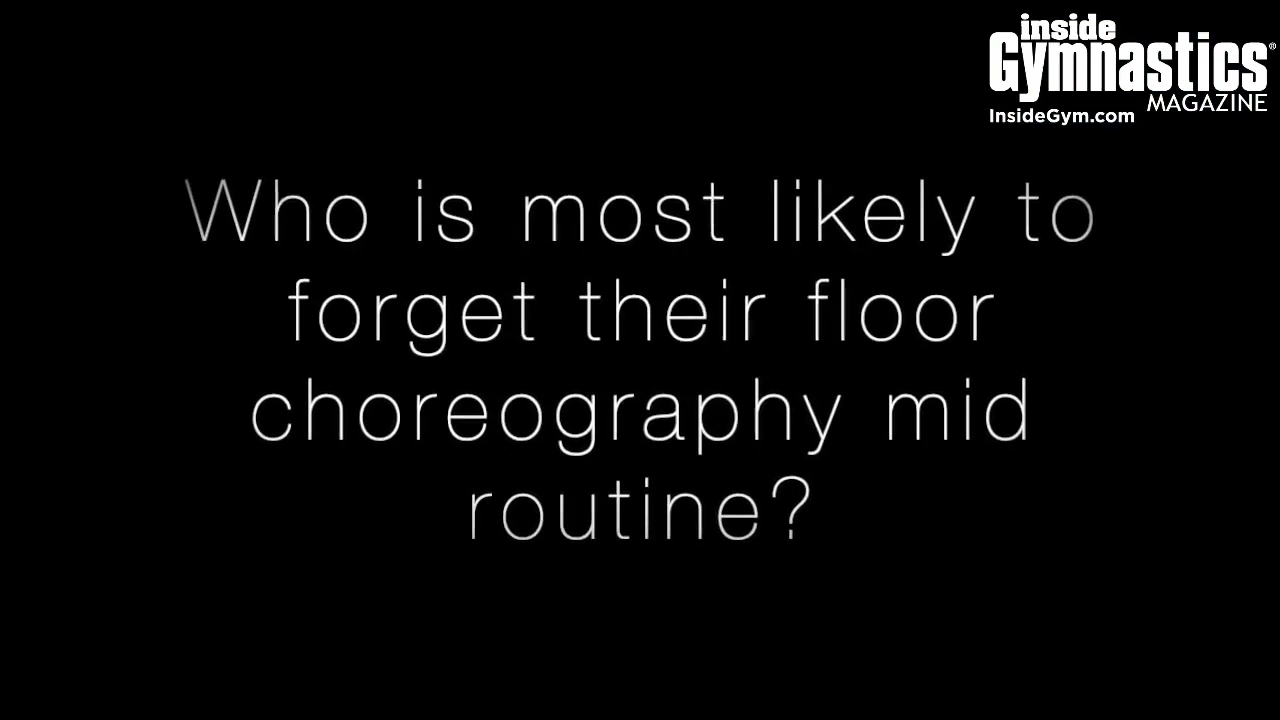 inside
Gymnastics®
MAGAZINE
InsideGym.com
Who is most likely to
forget their floor
choreography mid
routine?